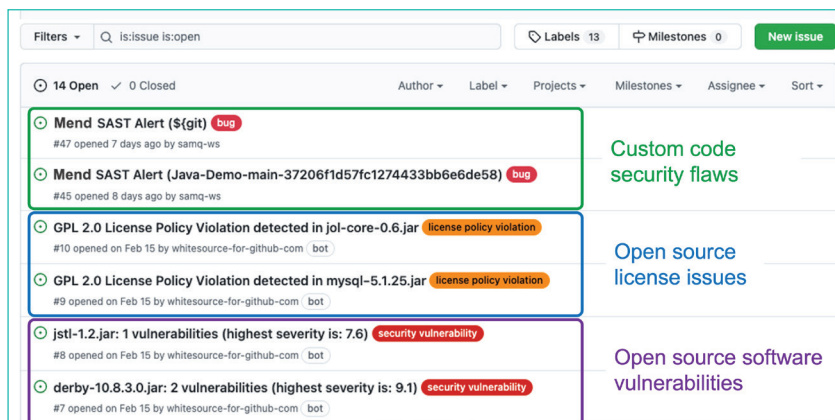 Filters is:issue is:open Labels 13 Milestones 0 New issue
14 Open 0 Closed Author Label Projects Milestones Assignee Sort
Mend SAST Alert (${git) bug
#47 opened 7 days ago by samq-ws
Mend SAST Alert (Java-Demo-main-37206f1d57fc1274433bb6e6de58) bug
#45 opened 8 days ago by samq-ws
Custom code
security flaws
GPL 2.0 License Policy Violation detected in jol-core-0.6.jar license policy violation
#10 opened on Feb 15 by whitesource-for-github-com bot
GPL 2.0 License Policy Violation detected in mysql-5.1.25.jar license policy violation
#9 opened on Feb 15 by whitesource-for-github-com bot
Open source
license issues
jstl-1.2.jar: 1 vulnerabilities (highest severity is: 7.6) security vulnerability
#8 opened on Feb 15 by whitesource-for-github-com bot
derby-10.8.3.0.jar: 2 vulnerabilities (highest severity is: 9.1) security vulnerability
#7 opened on Feb 15 by whitesource-for-github-com bot
Open source software
vulnerabilities